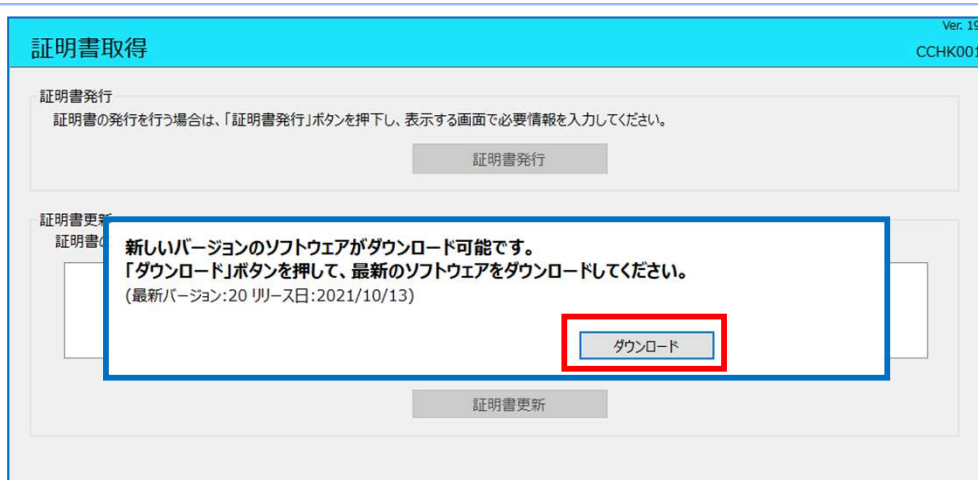 Ver. 19
証明書取得
CCHK001
証明書発行
証明書の発行を行う場合は、「証明書発行」ボタンを押下し、表示する画面で必要情報を入力してください。
証明書発行
証明書更新
証明書の
新しいバージョンのソフトウェアがダウンロード可能です。
「ダウンロード」ボタンを押して、最新のソフトウェアをダウンロードしてください。
(最新バージョン:20 リリース日:2021/10/13)
ダウンロード
証明書更新